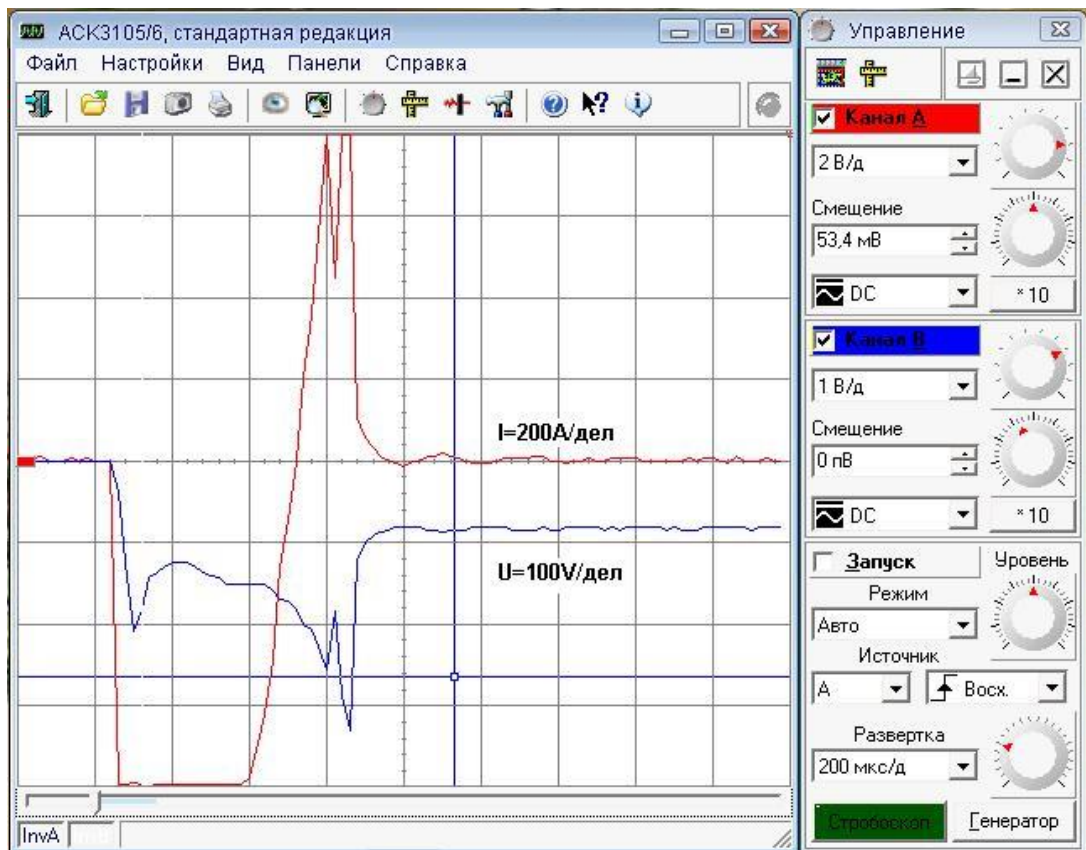 АСК3105/6, стандартная редакция
Файл Настройки Вид Панели Справка
I=200А/дел
U=100V/дел
InvA
Управление
Канал А
2 В/д
Смещение
53,4 мВ
DC
* 10
Канал В
1 В/д
Смещение
0 пВ
DC
* 10
Запуск
Уровень
Режим
Авто
Источник
А
Восх.
Развертка
200 мкс/д
Стробоскоп
Генератор